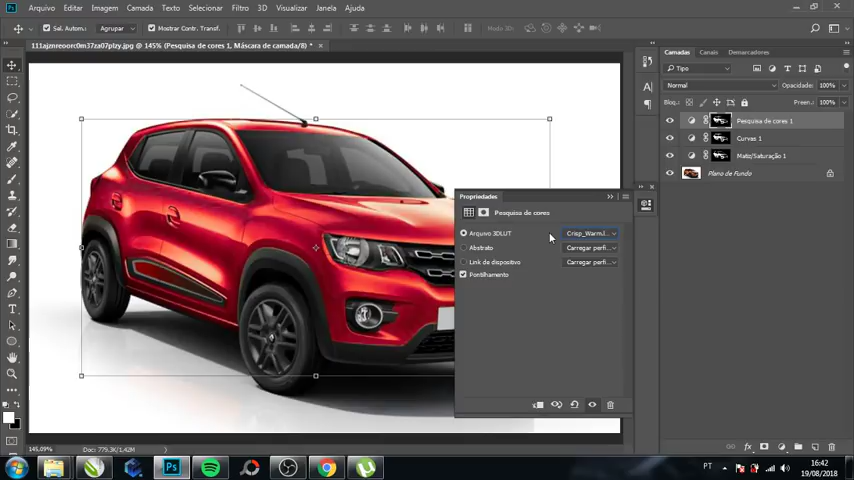 Arquivo Editar Imagem Camada Texto Selecionar Filtro 3D Visualizar Janela Ajuda
Sel. Autom. Agrupar Mostrar Contr. Transf. Modo 3D:
111ajzmreoorc0m37za07plzy.jpg @ 145% (Pesquisa de cores 1, Máscara de camada/8) *
Camadas Canais Demarcadores
Tipo
Normal Opacidade: 100%
Bloq.: Preen.: 100%
Pesquisa de cores 1
Curvas 1
Matiz/Saturação 1
Plano de Fundo
Propriedades
Pesquisa de cores
Arquivo 3DLUT Crisp_Warm.l...
Abstrato Carregar perfi...
Link de dispositivo Carregar perfi...
Pontilhamento
145,09% Doc: 779,3K/1,42M
PT 16:42
19/08/2018